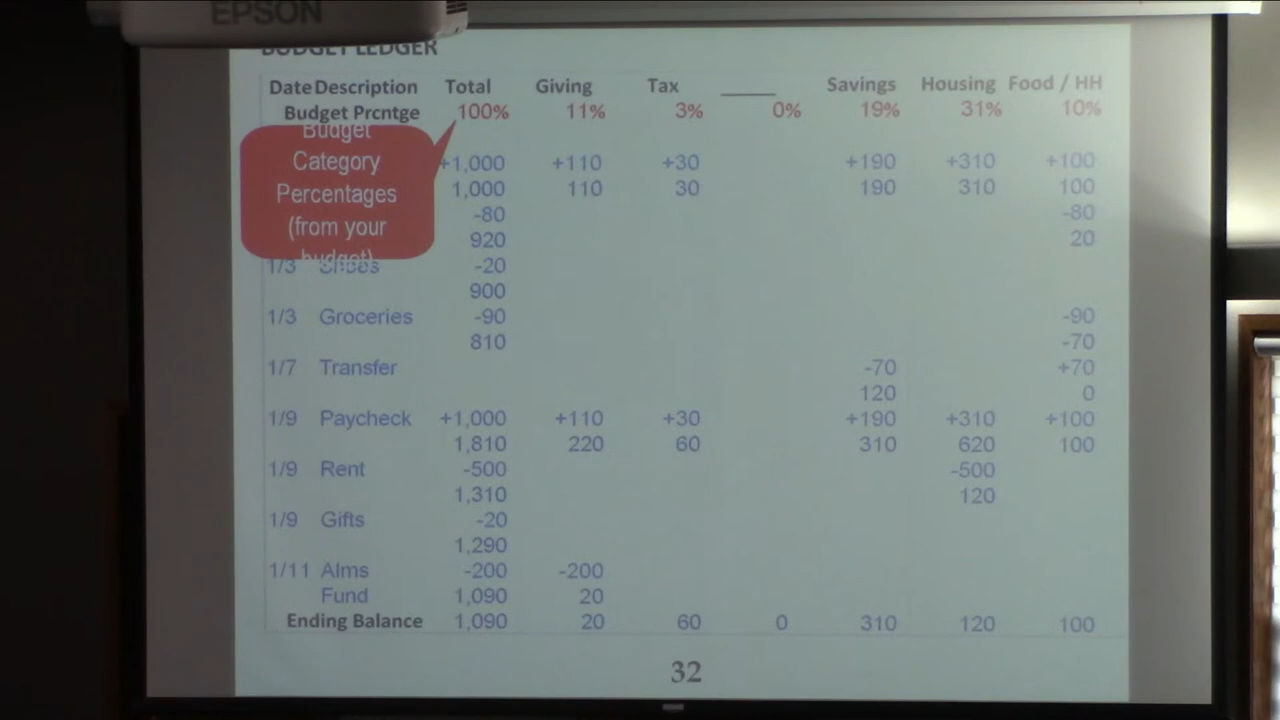 EPSON
BUDGET LEDGER
Date Description Total Giving Tax ____ Savings Housing Food / HH
Budget Prcntge 100% 11% 3% 0% 19% 31% 10%
Budget
Category
Percentages
(from your
budget)
+1,000 +110 +30 +190 +310 +100
1,000 110 30 190 310 100
-80 -80
920 20
1/3 Shoes -20
900
1/3 Groceries -90 -90
810 -70
1/7 Transfer -70 +70
120 0
1/9 Paycheck +1,000 +110 +30 +190 +310 +100
1,810 220 60 310 620 100
1/9 Rent -500 -500
1,310 120
1/9 Gifts -20
1,290
1/11 Alms -200 -200
Fund 1,090 20
Ending Balance 1,090 20 60 0 310 120 100
32